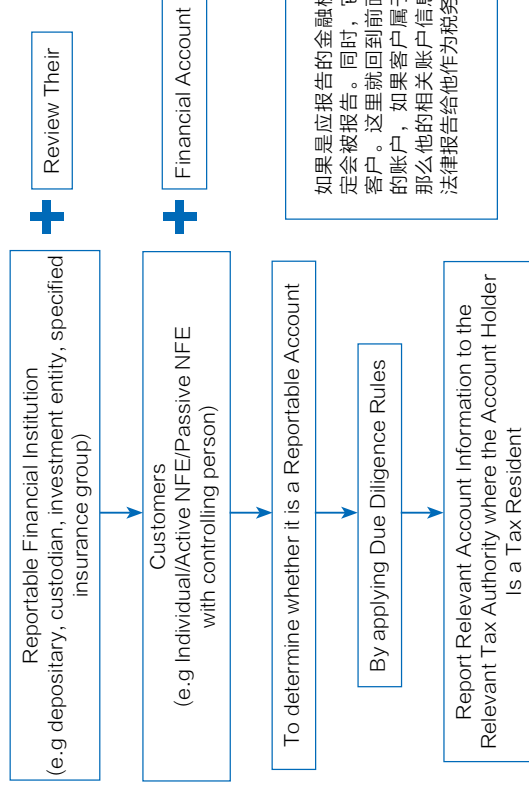 Reportable Financial Institution
(e.g depositary, custodian, investment entity, specified
insurance group)
Review Their
Customers
(e.g Individual/Active NFE/Passive NFE
with controlling person)
Financial Account
To determine whether it is a Reportable Account
By applying Due Diligence Rules
Report Relevant Account Information to the
Relevant Tax Authority where the Account Holder
Is a Tax Resident
如果是应报告的金融
定会被报告。同时，
客户。这里就回到前
的账户，如果客户属
那么他的相关账户信
法律报告给他作为税务